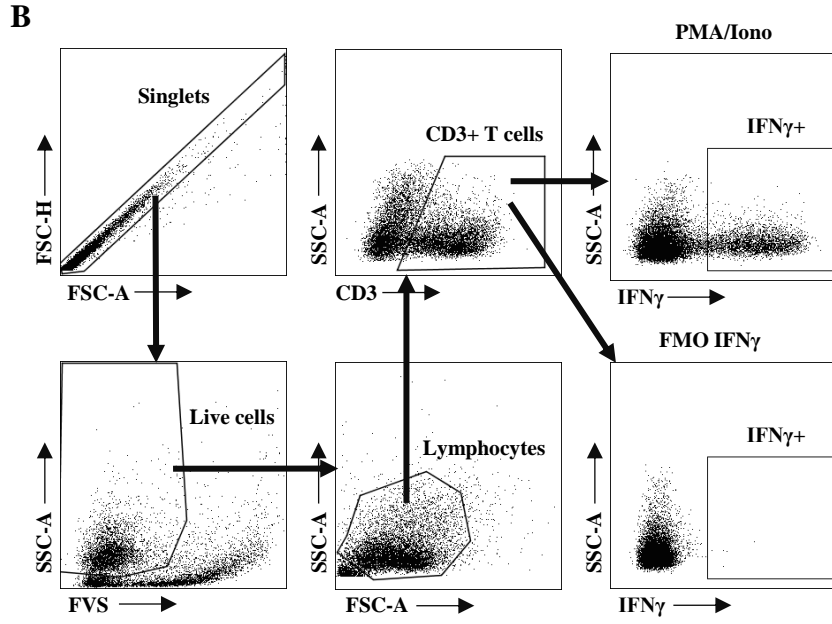 B
PMA/Iono
Singlets
CD3+ T cells
IFNγ+
FSC-H
SSC-A
SSC-A
FSC-A
CD3
IFNγ
FMO IFNγ
Live cells
Lymphocytes
IFNγ+
SSC-A
SSC-A
SSC-A
FVS
FSC-A
IFNγ